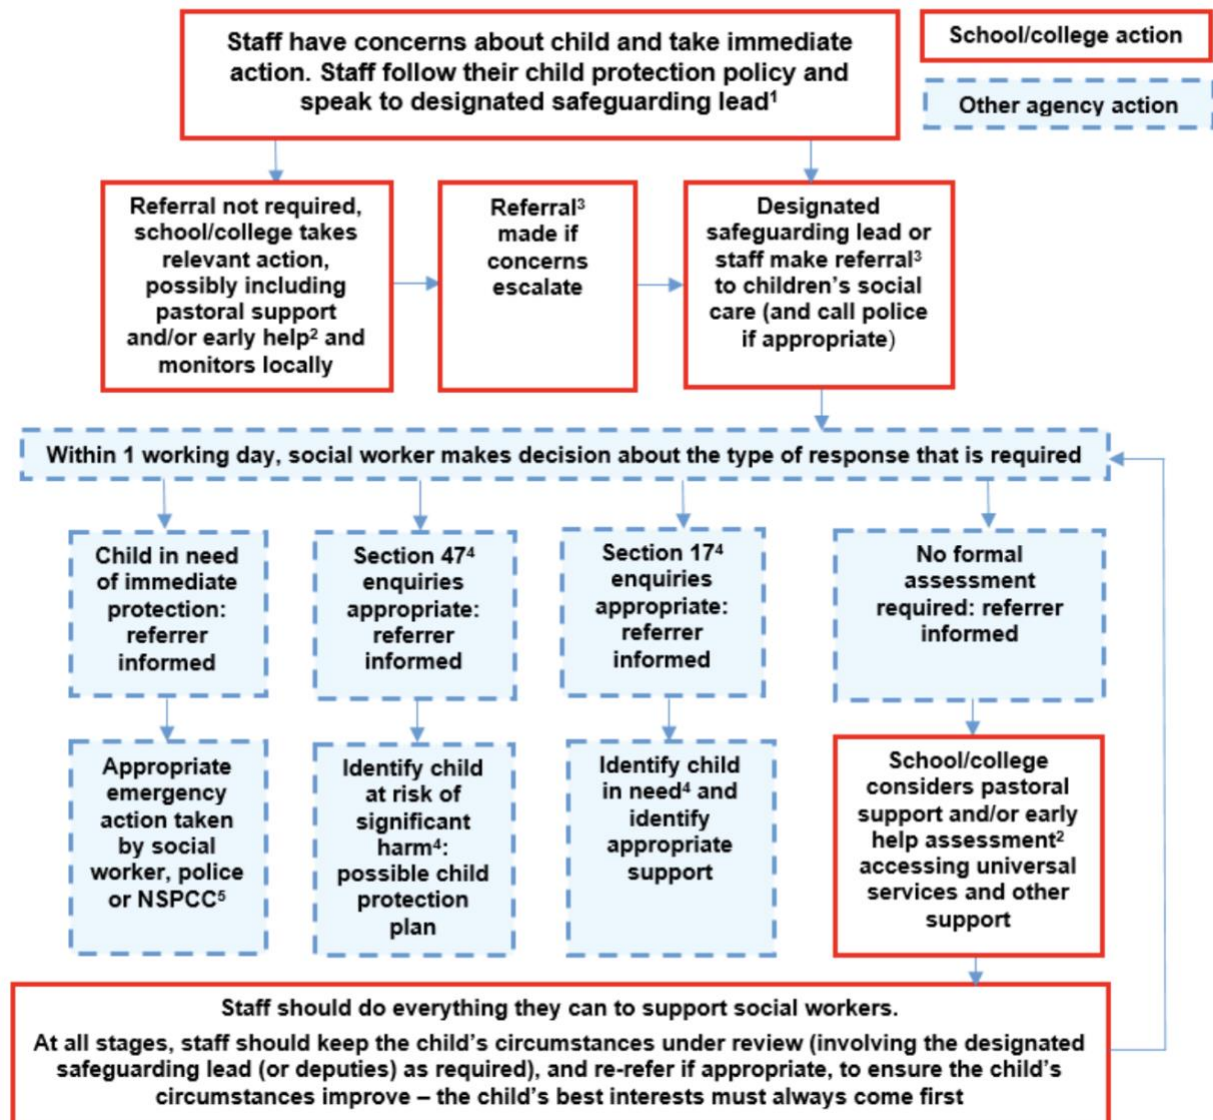 Staff have concerns about child and take immediate
action. Staff follow their child protection policy and
speak to designated safeguarding lead¹
School/college action
Other agency action
Referral not required,
school/college takes
relevant action,
possibly including
pastoral support
and/or early help² and
monitors locally
Referral³
made if
concerns
escalate
Designated
safeguarding lead or
staff make referral³
to children’s social
care (and call police
if appropriate)
Within 1 working day, social worker makes decision about the type of response that is required
Child in need
of immediate
protection:
referrer
informed
Section 47⁴
enquiries
appropriate:
referrer
informed
Section 17⁴
enquiries
appropriate:
referrer
informed
No formal
assessment
required: referrer
informed
Appropriate
emergency
action taken
by social
worker, police
or NSPCC⁵
Identify child
at risk of
significant
harm⁴:
possible child
protection
plan
Identify child
in need⁴ and
identify
appropriate
support
School/college
considers pastoral
support and/or early
help assessment²
accessing universal
services and other
support
Staff should do everything they can to support social workers.
At all stages, staff should keep the child’s circumstances under review (involving the designated
safeguarding lead (or deputies) as required), and re-refer if appropriate, to ensure the child’s
circumstances improve – the child’s best interests must always come first